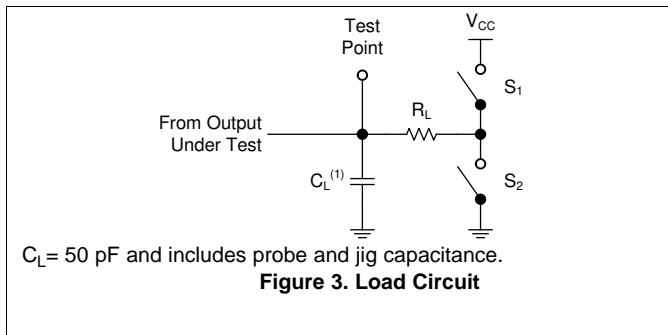 Test
Point
V_CC
S_1
R_L
From Output
Under Test
C_L^(1)
S_2
C_L= 50 pF and includes probe and jig capacitance.
Figure 3. Load Circuit